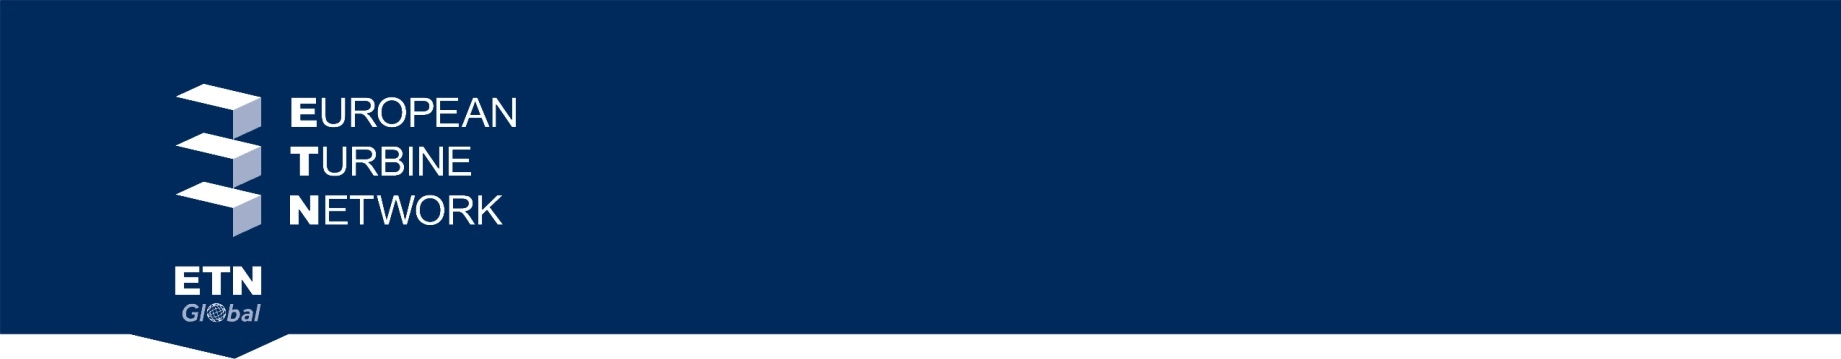 EUROPEAN
TURBINE
NETWORK
ETN
Global